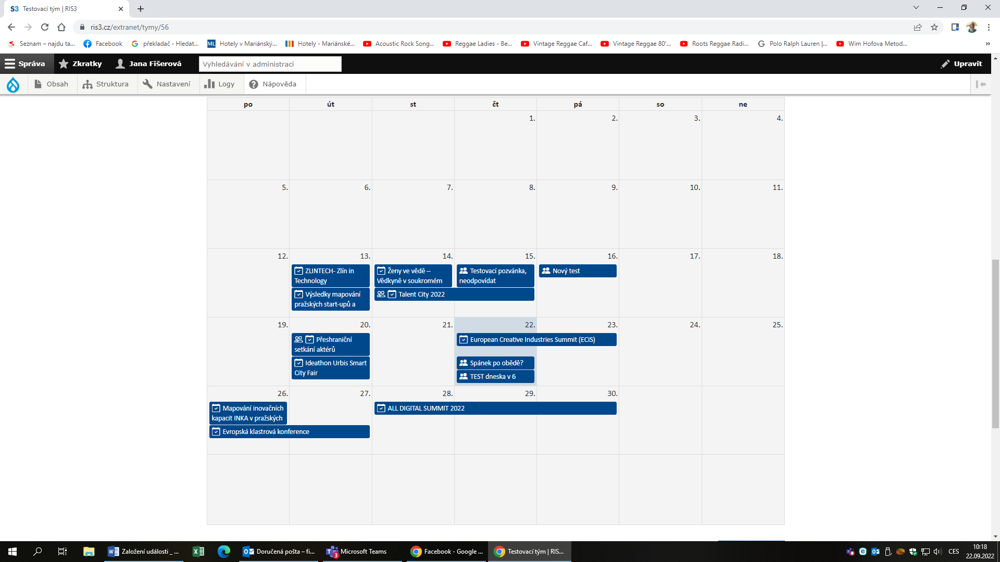 Testovací tým | RIS3
ris3.cz/extranet/tymy/56
Seznam – najdu ta...
Facebook
překladač - Hledat...
Hotely v Mariánský...
Hotely - Mariánské...
Acoustic Rock Song...
Reggae Ladies - Be...
Vintage Reggae Caf...
Vintage Reggae 80'...
Roots Reggae Radi...
Polo Ralph Lauren |...
Wim Hofova Metod...
Správa
Zkratky
Jana Fišerová
Vyhledávání v administraci
Upravit
Obsah
Struktura
Nastavení
Logy
Nápověda
po út st čt pá so ne
1. 2. 3. 4.
5. 6. 7. 8. 9. 10. 11.
12. 13. 14. 15. 16. 17. 18.
ZLINTECH- Zlín in
Technology
Výsledky mapování
pražských start-upů a
Ženy ve vědě –
Vědkyně v soukromém
Testovací pozvánka,
neodpovídat
Nový test
Talent City 2022
19. 20. 21. 22. 23. 24. 25.
Přeshraniční
setkání aktérů
Ideathon Urbis Smart
City Fair
European Creative Industries Summit (ECIS)
Spánek po obědě?
TEST dneska v 6
26. 27. 28. 29. 30.
Mapování inovačních
kapacit INKA v pražských
Evropská klastrová konference
ALL DIGITAL SUMMIT 2022
Založení události _ ...
Doručená pošta – fi...
3
Microsoft Teams
Facebook - Google ...
Testovací tým | RIS...
CES
10:18
22.09.2022